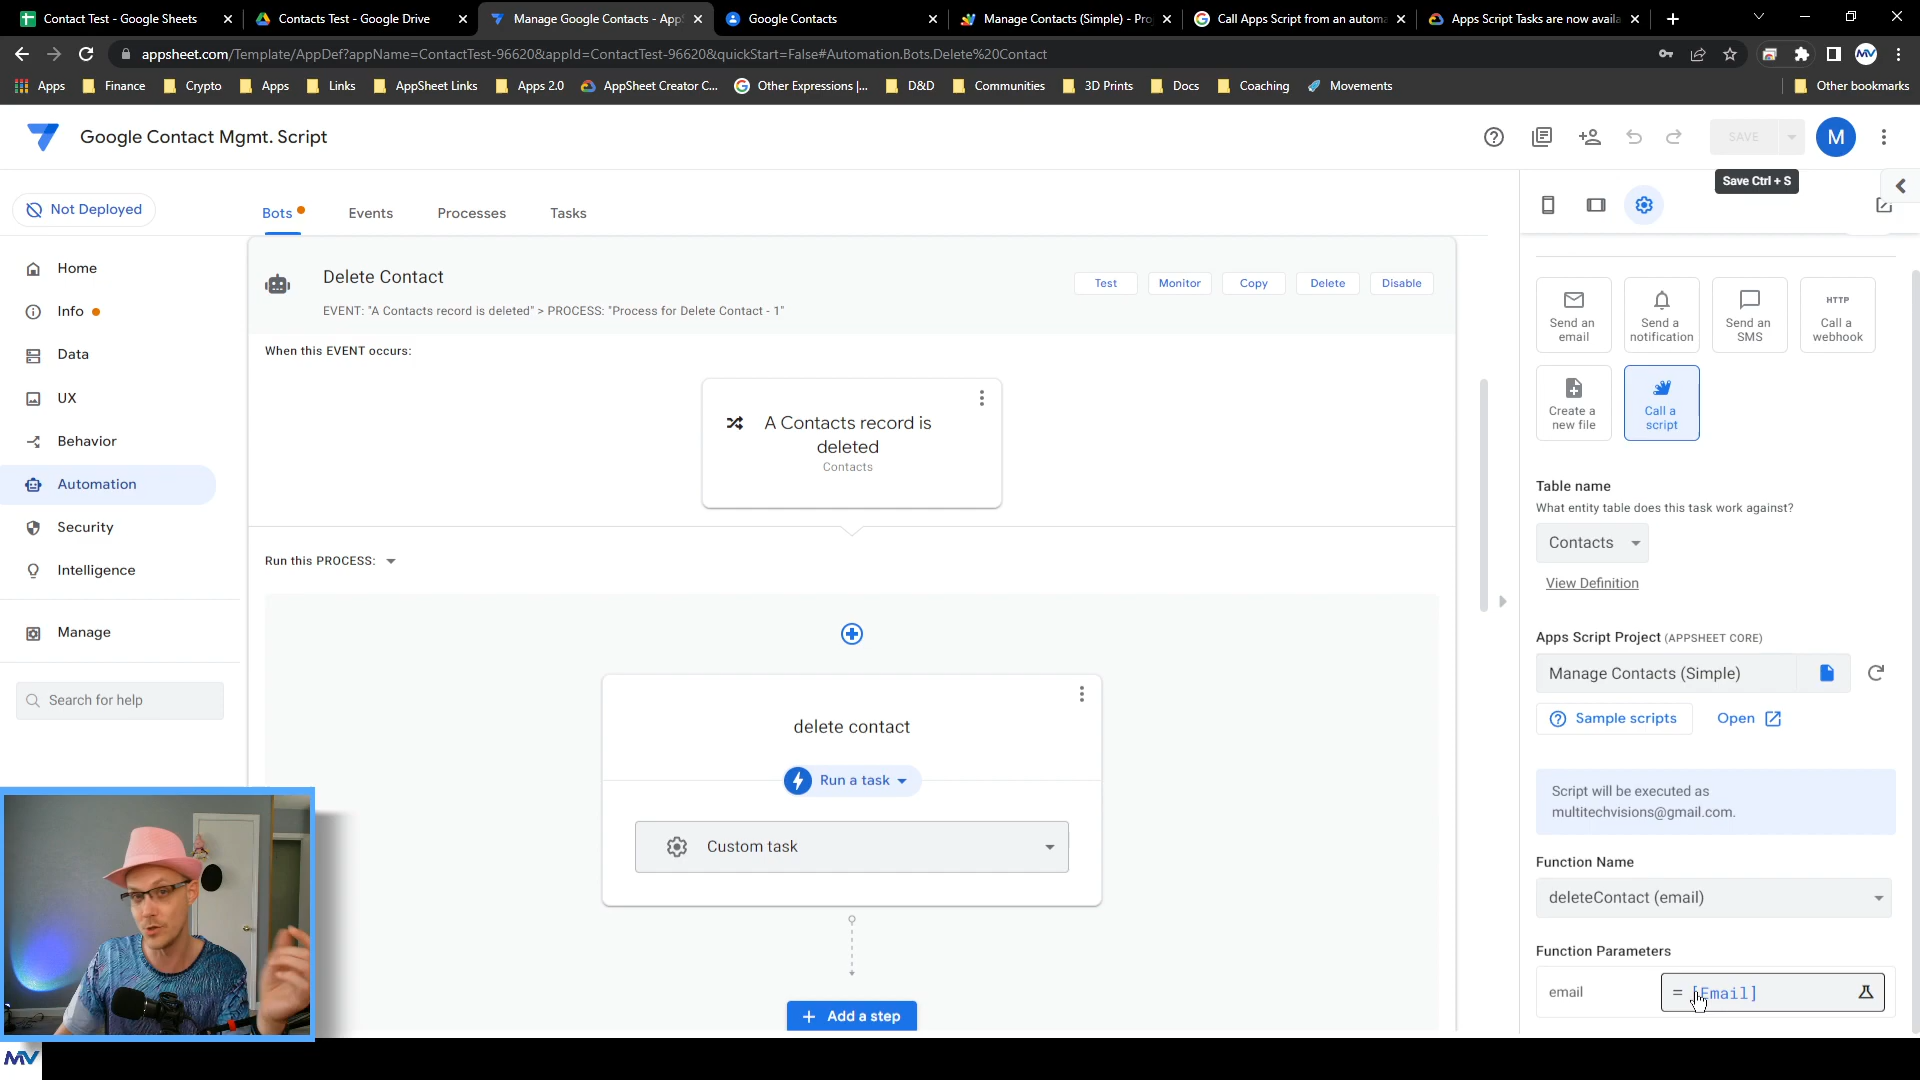 Contact Test - Google Sheets
Contacts Test - Google Drive
Manage Google Contacts - App
Google Contacts
Manage Contacts (Simple) - Pro
Call Apps Script from an automa
Apps Script Tasks are now availa
appsheet.com/Template/AppDef?appName=ContactTest-96620&appId=ContactTest-96620&quickStart=False#Automation.Bots.Delete%20Contact
Apps
Finance
Crypto
Apps
Links
AppSheet Links
Apps 2.0
AppSheet Creator C...
Other Expressions |...
D&D
Communities
3D Prints
Docs
Coaching
Movements
Other bookmarks
Google Contact Mgmt. Script
SAVE
M
Save Ctrl + S
Not Deployed
Bots
Events
Processes
Tasks
Home
Info
Data
UX
Behavior
Automation
Security
Intelligence
Manage
Search for help
Delete Contact
EVENT: "A Contacts record is deleted" > PROCESS: "Process for Delete Contact - 1"
Test
Monitor
Copy
Delete
Disable
When this EVENT occurs:
A Contacts record is
deleted
Contacts
Run this PROCESS:
delete contact
Run a task
Custom task
+ Add a step
Send an
email
Send a
notification
Send an
SMS
HTTP
Call a
webhook
Create a
new file
Call a
script
Table name
What entity table does this task work against?
Contacts
View Definition
Apps Script Project (APPSHEET CORE)
Manage Contacts (Simple)
Sample scripts
Open
Script will be executed as
multitechvisions@gmail.com.
Function Name
deleteContact (email)
Function Parameters
email
= [Email]
MV